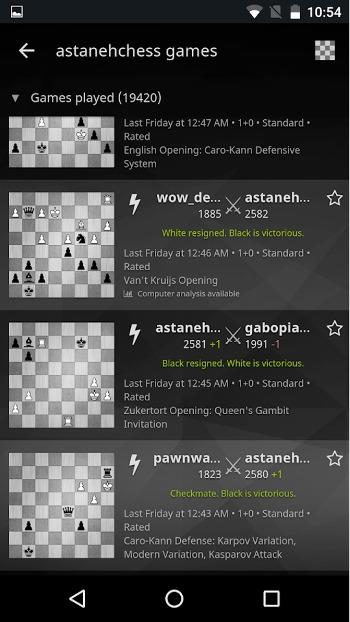 10:54
astanehchess games
▼ Games played (19420)
Last Friday at 12:47 AM • 1+0 • Standard •
Rated
English Opening: Caro-Kann Defensive
System
wow_de... astaneh...
1885 2582
White resigned. Black is victorious.
Last Friday at 12:46 AM • 1+0 • Standard •
Rated
Van't Kruijs Opening
Computer analysis available
astaneh... gabopia...
2581 +1 1991 -1
Black resigned. White is victorious.
Last Friday at 12:45 AM • 1+0 • Standard •
Rated
Zukertort Opening: Queen's Gambit
Invitation
pawnwa... astaneh...
1823 2580 +1
Checkmate. Black is victorious.
Last Friday at 12:43 AM • 1+0 • Standard •
Rated
Caro-Kann Defense: Karpov Variation,
Modern Variation, Kasparov Attack